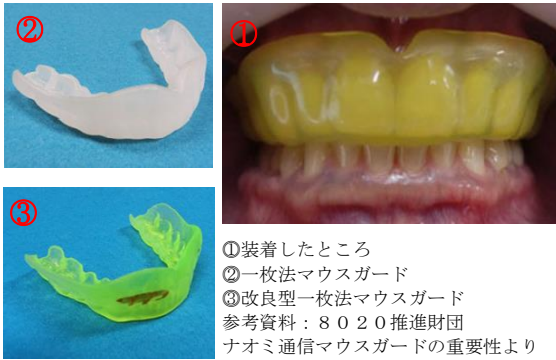 ②
①
③
①装着したところ
②一枚法マウスガード
③改良型一枚法マウスガード
参考資料：８０２０推進財団
ナオミ通信マウスガードの重要性より